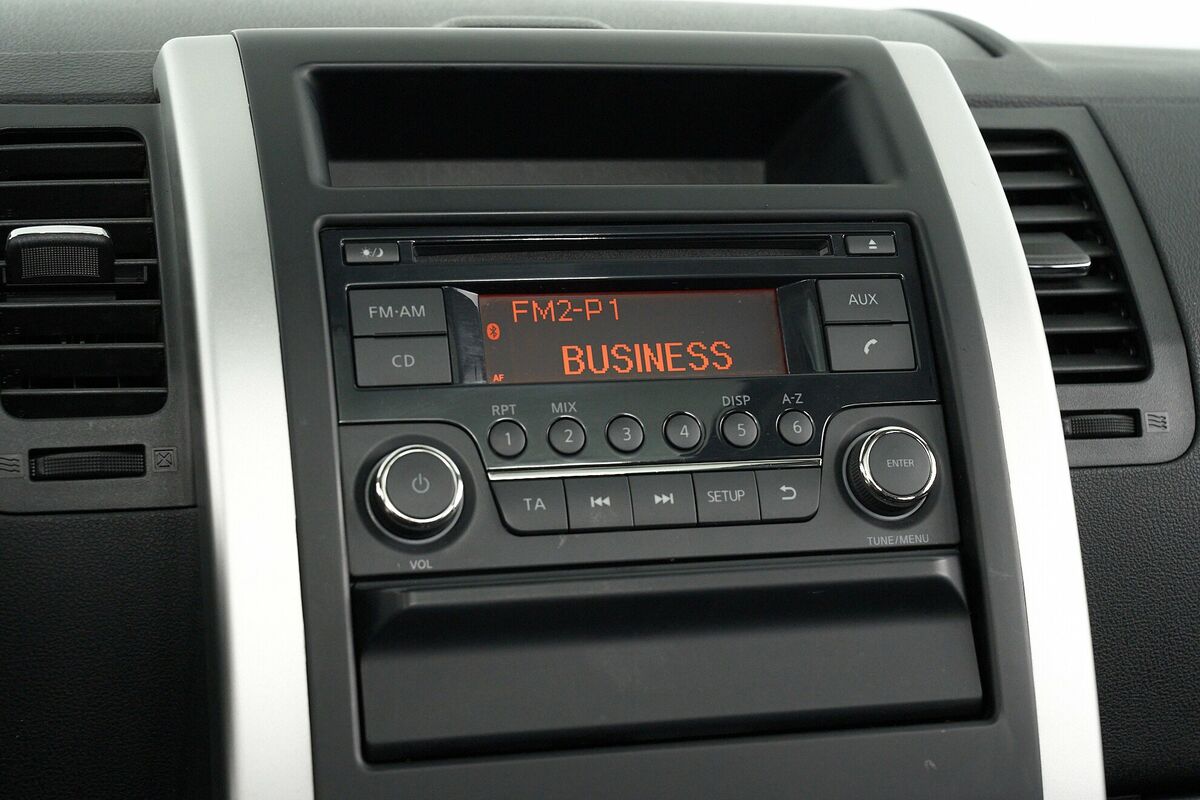 FM·AM
CD
FM2-P1
BUSINESS
AF
AUX
RPT
MIX
DISP
A-Z
1
2
3
4
5
6
TA
SETUP
ENTER
VOL
TUNE/MENU